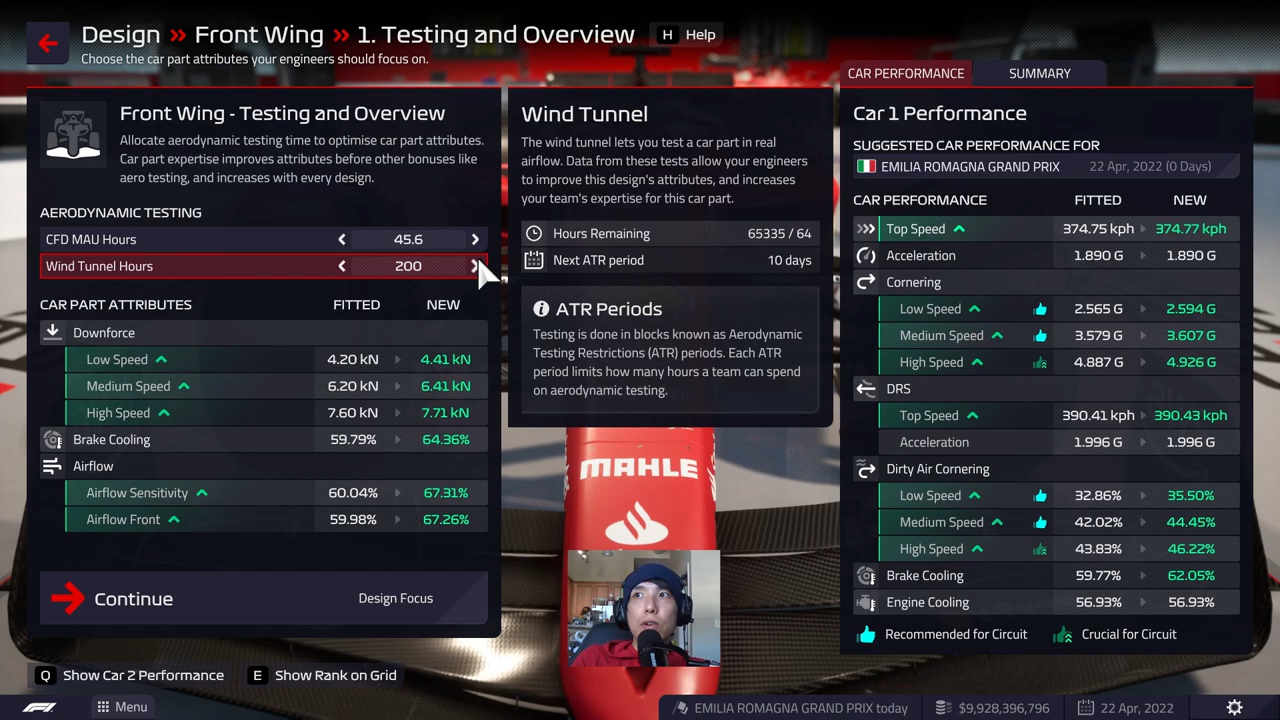 Design » Front Wing » 1. Testing and Overview H Help
Choose the car part attributes your engineers should focus on.
Front Wing - Testing and Overview
Allocate aerodynamic testing time to optimise car part attributes.
Car part expertise improves attributes before other bonuses like
aero testing, and increases with every design.
AERODYNAMIC TESTING
CFD MAU Hours 45.6
Wind Tunnel Hours 200
CAR PART ATTRIBUTES FITTED NEW
Downforce
Low Speed 4.20 kN 4.41 kN
Medium Speed 6.20 kN 6.41 kN
High Speed 7.60 kN 7.71 kN
Brake Cooling 59.79% 64.36%
Airflow
Airflow Sensitivity 60.04% 67.31%
Airflow Front 59.98% 67.26%
Continue Design Focus
Wind Tunnel
The wind tunnel lets you test a car part in real
airflow. Data from these tests allow your engineers
to improve this design's attributes, and increases
your team's expertise for this car part.
Hours Remaining 65335 / 64
Next ATR period 10 days
ATR Periods
Testing is done in blocks known as Aerodynamic
Testing Restrictions (ATR) periods. Each ATR
period limits how many hours a team can spend
on aerodynamic testing.
MAHLE
CAR PERFORMANCE SUMMARY
Car 1 Performance
SUGGESTED CAR PERFORMANCE FOR
EMILIA ROMAGNA GRAND PRIX 22 Apr, 2022 (0 Days)
CAR PERFORMANCE FITTED NEW
Top Speed 374.75 kph 374.77 kph
Acceleration 1.890 G 1.890 G
Cornering
Low Speed 2.565 G 2.594 G
Medium Speed 3.579 G 3.607 G
High Speed 4.887 G 4.926 G
DRS
Top Speed 390.41 kph 390.43 kph
Acceleration 1.996 G 1.996 G
Dirty Air Cornering
Low Speed 32.86% 35.50%
Medium Speed 42.02% 44.45%
High Speed 43.83% 46.22%
Brake Cooling 59.77% 62.05%
Engine Cooling 56.93% 56.93%
Recommended for Circuit Crucial for Circuit
Q Show Car 2 Performance E Show Rank on Grid
Menu EMILIA ROMAGNA GRAND PRIX today $9,928,396,796 22 Apr, 2022